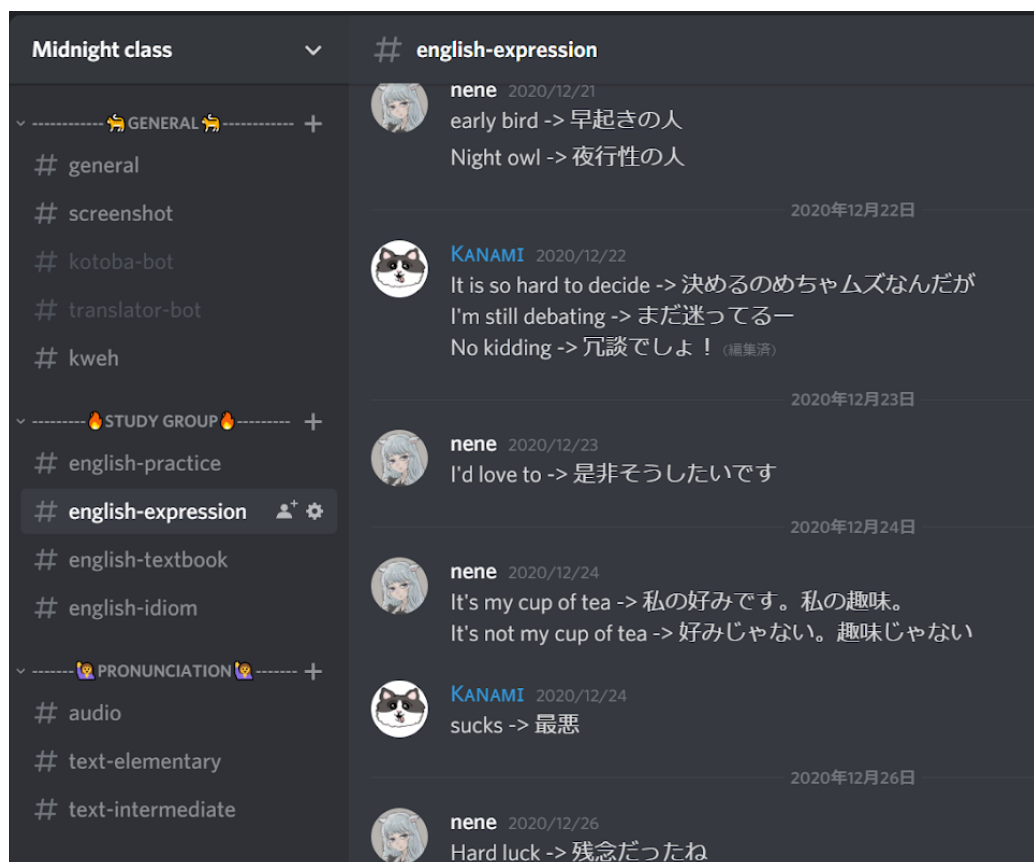 Midnight class
------------ GENERAL ------------
# general
# screenshot
# kotoba-bot
# translator-bot
# kweh
--------- STUDY GROUP ---------
# english-practice
# english-expression
# english-textbook
# english-idiom
------- PRONUNCIATION -------
# audio
# text-elementary
# text-intermediate
# english-expression
nene 2020/12/21
early bird -> 早起きの人
Night owl -> 夜行性の人
2020年12月22日
KANAMI 2020/12/22
It is so hard to decide -> 決めるのめちゃムズなんだが
I'm still debating -> まだ迷ってるー
No kidding -> 冗談でしょ！ (編集済)
2020年12月23日
nene 2020/12/23
I'd love to -> 是非そうしたいです
2020年12月24日
nene 2020/12/24
It's my cup of tea -> 私の好みです。私の趣味。
It's not my cup of tea -> 好みじゃない。趣味じゃない
KANAMI 2020/12/24
sucks -> 最悪
2020年12月26日
nene 2020/12/26
Hard luck -> 残念だったね